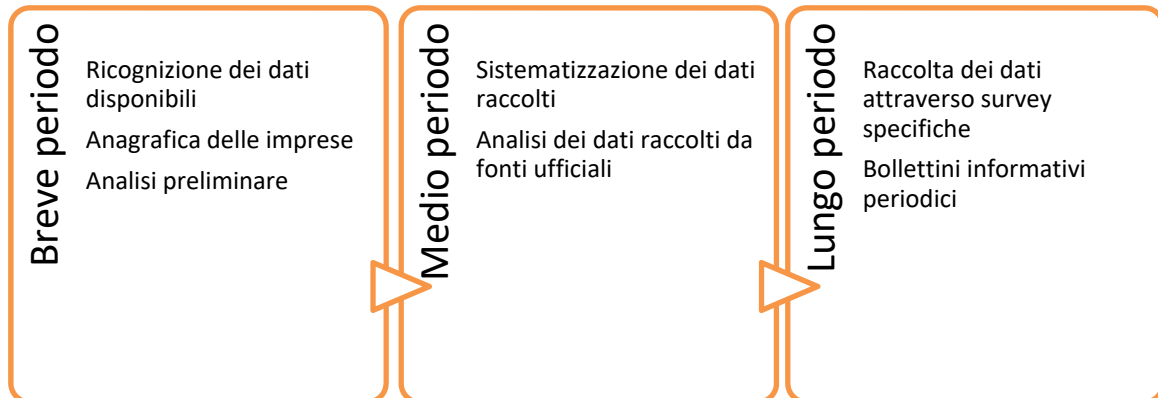 Breve periodo
Ricognizione dei dati
disponibili
Anagrafica delle imprese
Analisi preliminare
Medio periodo
Sistematizzazione dei dati
raccolti
Analisi dei dati raccolti da
fonti ufficiali
Lungo periodo
Raccolta dei dati
attraverso survey
specifiche
Bollettini informativi
periodici